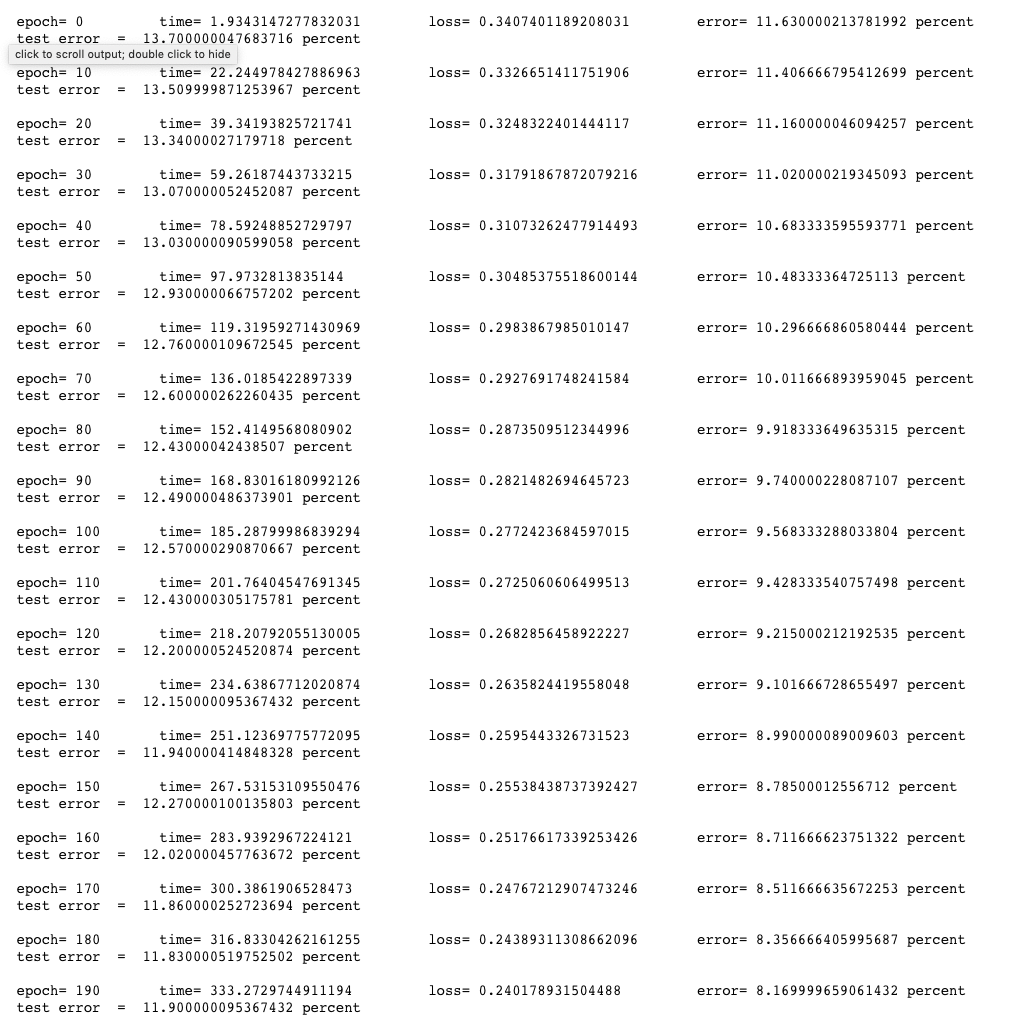 epoch= 0 time= 1.9343147277832031 loss= 0.3407401189208031 error= 11.630000213781992 percent
test error = 13.700000047683716 percent
click to scroll output; double click to hide
epoch= 10 time= 22.244978427886963 loss= 0.3326651411751906 error= 11.406666795412699 percent
test error = 13.509999871253967 percent
epoch= 20 time= 39.34193825721741 loss= 0.3248322401444117 error= 11.160000046094257 percent
test error = 13.34000027179718 percent
epoch= 30 time= 59.26187443733215 loss= 0.31791867872079216 error= 11.020000219345093 percent
test error = 13.070000052452087 percent
epoch= 40 time= 78.59248852729797 loss= 0.31073262477914493 error= 10.683333595593771 percent
test error = 13.030000090599058 percent
epoch= 50 time= 97.9732813835144 loss= 0.30485375518600144 error= 10.48333364725113 percent
test error = 12.930000066757202 percent
epoch= 60 time= 119.31959271430969 loss= 0.2983867985010147 error= 10.296666860580444 percent
test error = 12.760000109672545 percent
epoch= 70 time= 136.0185422897339 loss= 0.2927691748241584 error= 10.011666893959045 percent
test error = 12.600000262260435 percent
epoch= 80 time= 152.4149568080902 loss= 0.2873509512344996 error= 9.918333649635315 percent
test error = 12.43000042438507 percent
epoch= 90 time= 168.83016180992126 loss= 0.2821482694645723 error= 9.740000228087107 percent
test error = 12.490000486373901 percent
epoch= 100 time= 185.28799986839294 loss= 0.2772423684597015 error= 9.568333288033804 percent
test error = 12.570000290870667 percent
epoch= 110 time= 201.76404547691345 loss= 0.2725060606499513 error= 9.428333540757498 percent
test error = 12.430000305175781 percent
epoch= 120 time= 218.20792055130005 loss= 0.2682856458922227 error= 9.215000212192535 percent
test error = 12.200000524520874 percent
epoch= 130 time= 234.63867712020874 loss= 0.2635824419558048 error= 9.101666728655497 percent
test error = 12.150000095367432 percent
epoch= 140 time= 251.12369775772095 loss= 0.2595443326731523 error= 8.990000089009603 percent
test error = 11.940000414848328 percent
epoch= 150 time= 267.53153109550476 loss= 0.25538438737392427 error= 8.78500012556712 percent
test error = 12.270000100135803 percent
epoch= 160 time= 283.9392967224121 loss= 0.25176617339253426 error= 8.711666623751322 percent
test error = 12.020000457763672 percent
epoch= 170 time= 300.3861906528473 loss= 0.24767212907473246 error= 8.511666635672253 percent
test error = 11.860000252723694 percent
epoch= 180 time= 316.83304262161255 loss= 0.24389311308662096 error= 8.356666405995687 percent
test error = 11.830000519752502 percent
epoch= 190 time= 333.2729744911194 loss= 0.240178931504488 error= 8.169999659061432 percent
test error = 11.900000095367432 percent